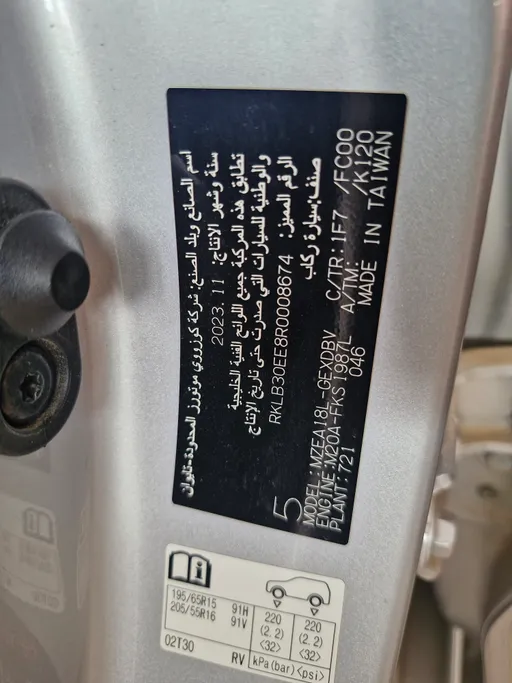 اسم الصانع وبلد الصنع: شركة كوزرووي موتورز المحدودة-تايوان
سنة وشهر الإنتاج: 2023.11
تطابق هذه المركبة جميع اللوائح الفنية الخليجية
والوطنية للسيارات التي صدرت حتى تاريخ الإنتاج
الرقم المميز: RKLB30EE8R0008674
صنف: سيارة ركاب
5
MODEL:MZEA18L-GEXDBV C/TR:1F7 /FC00
ENGINE:M20A-FKS 1987L A/TM: /K120
PLANT:721 046 MADE IN TAIWAN
195/65R15 91H 220 (2.2) <32> 220 (2.2) <32>
205/55R16 91V
02T30 RV kPa(bar)<psi>